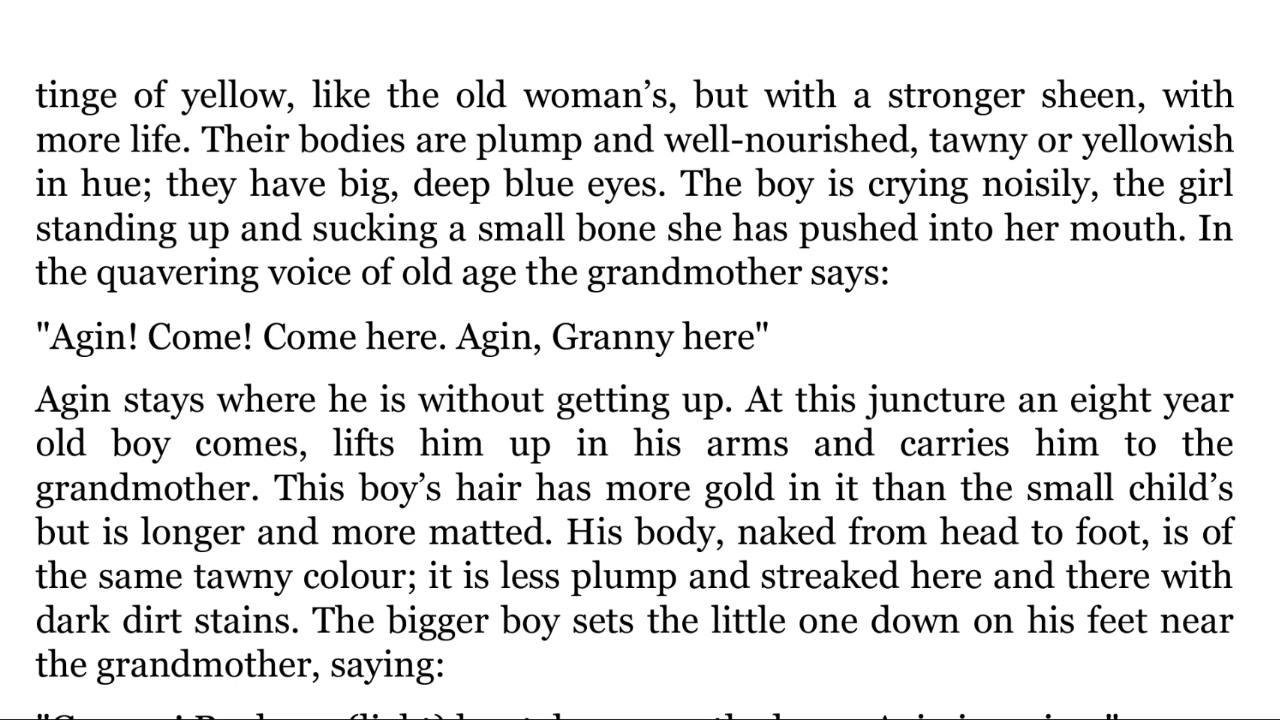 tinge of yellow, like the old woman’s, but with a stronger sheen, with
more life. Their bodies are plump and well-nourished, tawny or yellowish
in hue; they have big, deep blue eyes. The boy is crying noisily, the girl
standing up and sucking a small bone she has pushed into her mouth. In
the quavering voice of old age the grandmother says:
"Agin! Come! Come here. Agin, Granny here"
Agin stays where he is without getting up. At this juncture an eight year
old boy comes, lifts him up in his arms and carries him to the
grandmother. This boy’s hair has more gold in it than the small child’s
but is longer and more matted. His body, naked from head to foot, is of
the same tawny colour; it is less plump and streaked here and there with
dark dirt stains. The bigger boy sets the little one down on his feet near
the grandmother, saying: